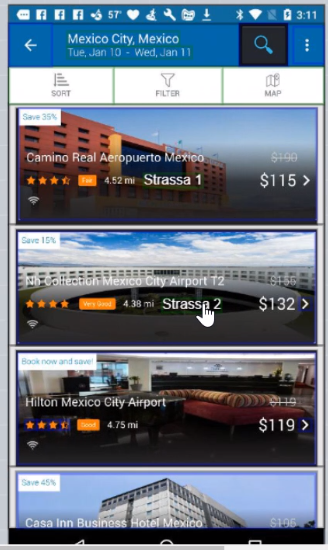 57°
3:11
Mexico City, Mexico
Tue, Jan 10 - Wed, Jan 11
SORT
FILTER
MAP
Save 35%
Camino Real Aeropuerto Mexico $190
Fair 4.52 mi Strassa 1 $115
Save 15%
Nh Collection Mexico City Airport T2 $155
Very Good 4.38 mi Strassa 2 $132
Book now and save!
Hilton Mexico City Airport $119
Good 4.75 mi $119
Save 45%
Casa Inn Business Hotel Mexico $195